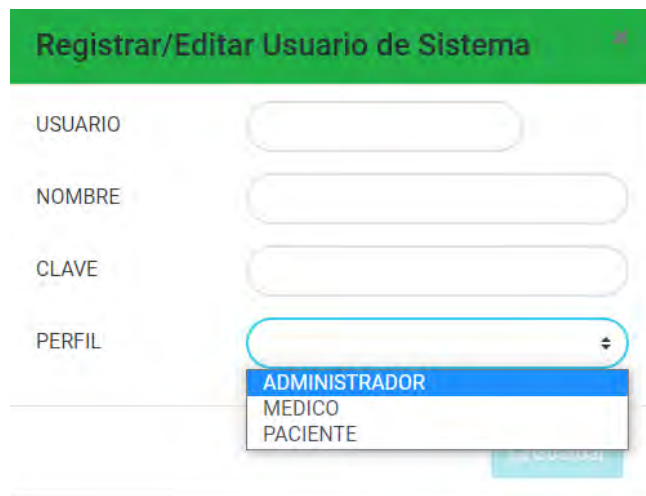 Registrar/Editar Usuario de Sistema
USUARIO
NOMBRE
CLAVE
PERFIL
ADMINISTRADOR
MEDICO
PACIENTE